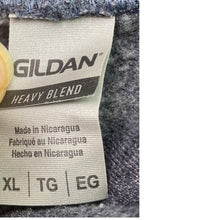 GILDAN
HEAVY BLEND
Made in Nicaragua
Fabriqué au Nicaragua
Hecho en Nicaragua
XL TG EG